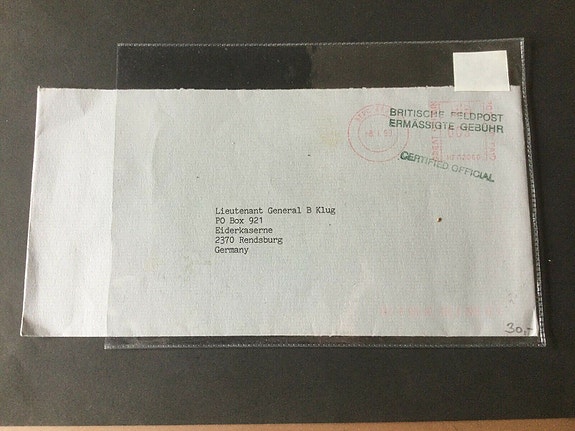 BRITISCHE FELDPOST
ERMÄSSIGTE GEBÜHR
CERTIFIED OFFICIAL
Lieutenant General B Klug
PO Box 921
Eiderkaserne
2370 Rendsburg
Germany
30,-